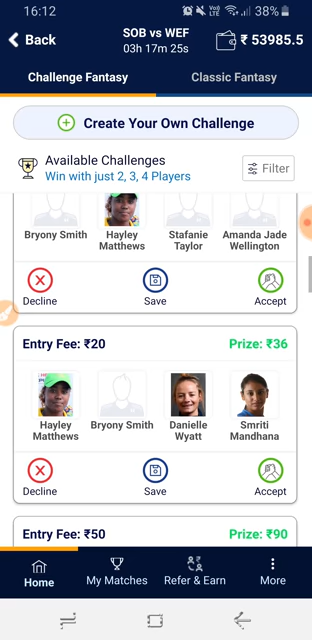 16:12
Vo)) LTE 38%
Back
SOB vs WEF
03h 17m 25s
₹ 53985.5
Challenge Fantasy
Classic Fantasy
Create Your Own Challenge
Available Challenges
Win with just 2, 3, 4 Players
Filter
Bryony Smith
Hayley Matthews
Stafanie Taylor
Amanda Jade Wellington
Decline
Save
Accept
Entry Fee: ₹20
Prize: ₹36
Hayley Matthews
Bryony Smith
Danielle Wyatt
Smriti Mandhana
Decline
Save
Accept
Entry Fee: ₹50
Prize: ₹90
Home
My Matches
Refer & Earn
More